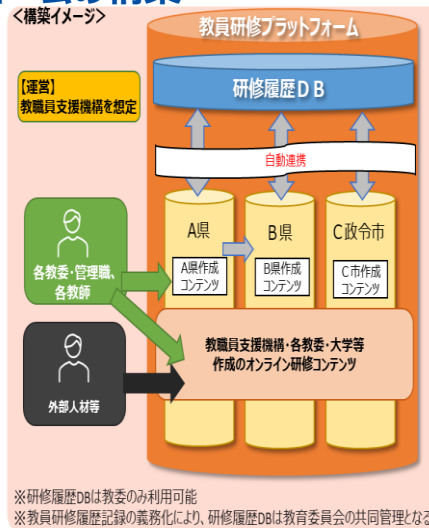 ームの構築
<構築イメージ>
教員研修プラットフォーム
【運営】
教職員支援機構を想定
研修履歴DB
自動連携
A県
B県
C政令市
A県作成
コンテンツ
B県作成
コンテンツ
C市作成
コンテンツ
各教委・管理職、
各教師
教職員支援機構・各教委・大学等
作成のオンライン研修コンテンツ
外部人材等
※研修履歴DBは教委のみ利用可能
※教員研修履歴記録の義務化により、研修履歴DBは教育委員会の共同管理となる